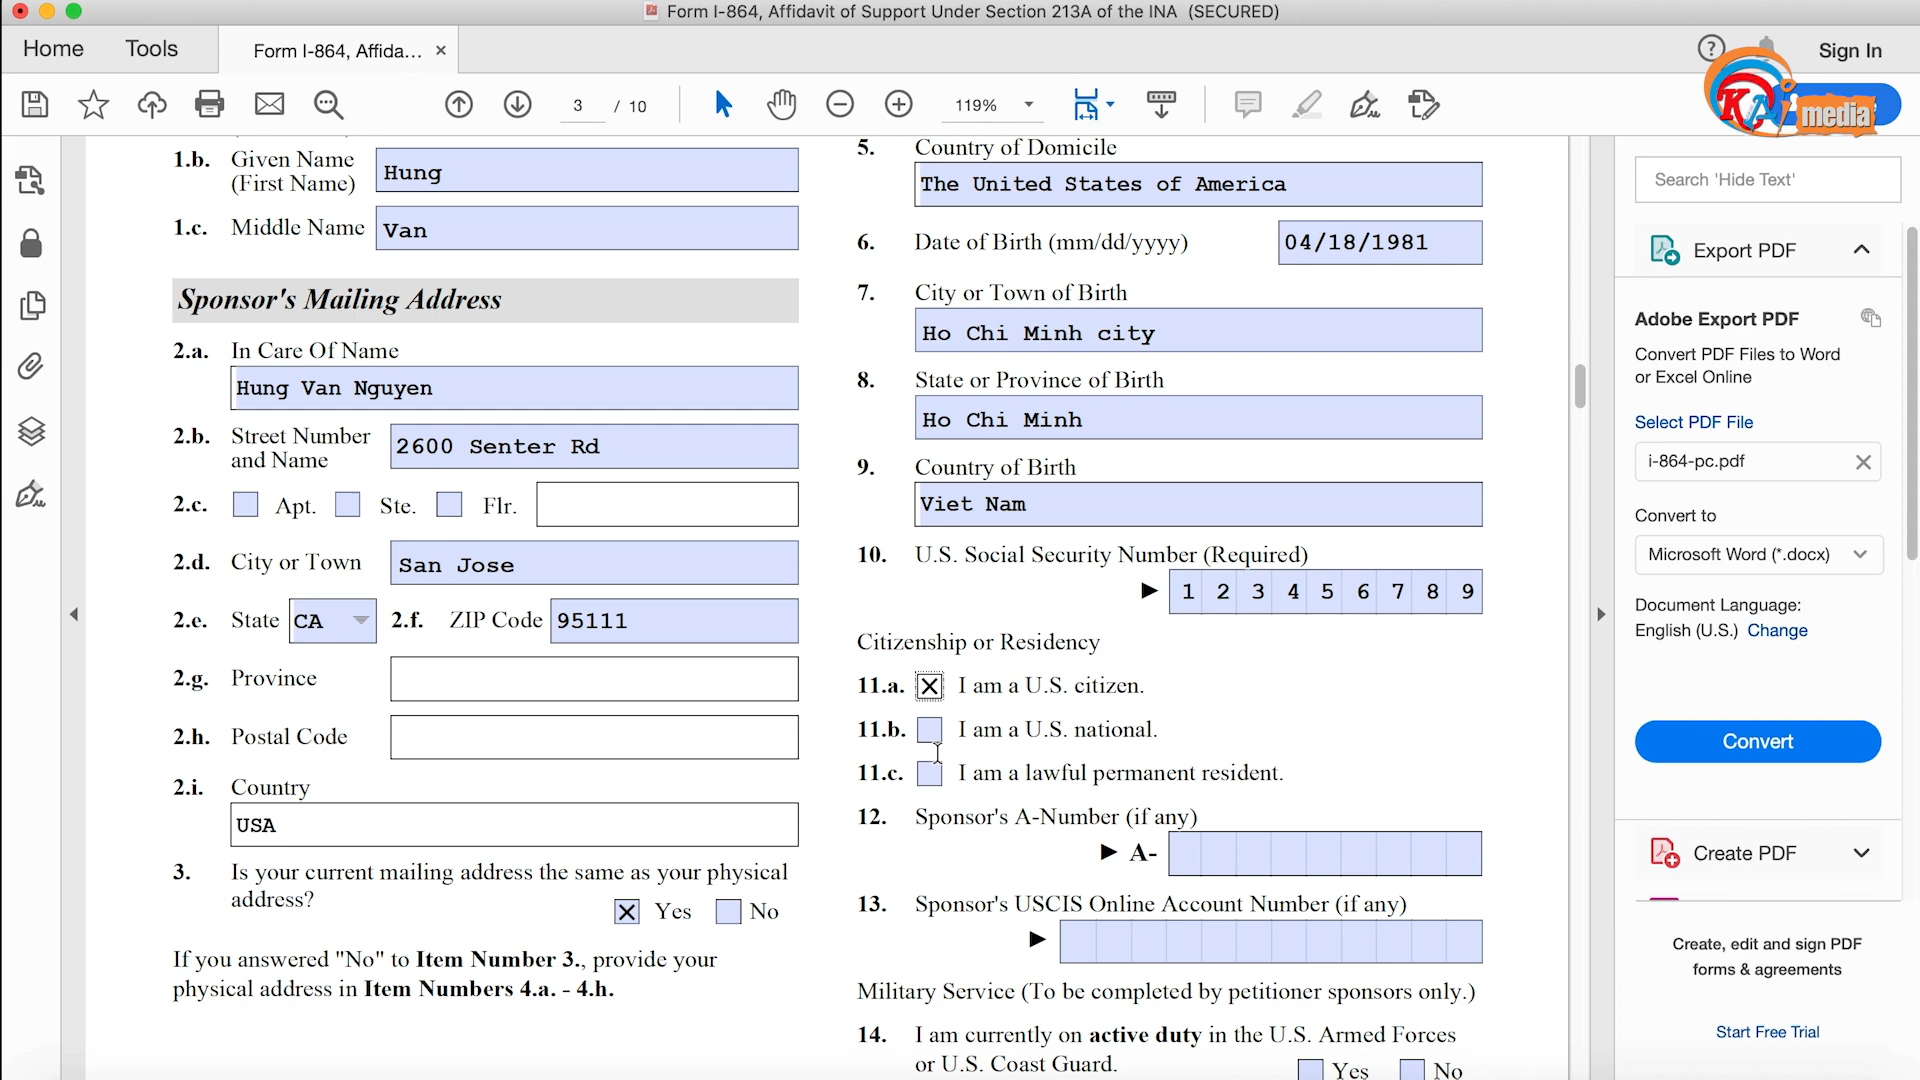 Form I-864, Affidavit of Support Under Section 213A of the INA (SECURED)
Home Tools Form I-864, Affida... × ? Sign In
3 / 10 119%
KAi media
1.b. Given Name
(First Name) Hung
1.c. Middle Name Van
Sponsor's Mailing Address
2.a. In Care Of Name
Hung Van Nguyen
2.b. Street Number
and Name 2600 Senter Rd
2.c. Apt. Ste. Flr.
2.d. City or Town San Jose
2.e. State CA 2.f. ZIP Code 95111
2.g. Province
2.h. Postal Code
2.i. Country
USA
3. Is your current mailing address the same as your physical
address?
X Yes No
If you answered "No" to Item Number 3., provide your
physical address in Item Numbers 4.a. - 4.h.
5. Country of Domicile
The United States of America
6. Date of Birth (mm/dd/yyyy) 04/18/1981
7. City or Town of Birth
Ho Chi Minh city
8. State or Province of Birth
Ho Chi Minh
9. Country of Birth
Viet Nam
10. U.S. Social Security Number (Required)
1 2 3 4 5 6 7 8 9
Citizenship or Residency
11.a. X I am a U.S. citizen.
11.b. I am a U.S. national.
11.c. I am a lawful permanent resident.
12. Sponsor's A-Number (if any)
A-
13. Sponsor's USCIS Online Account Number (if any)
Military Service (To be completed by petitioner sponsors only.)
14. I am currently on active duty in the U.S. Armed Forces
or U.S. Coast Guard.
Yes No
Search 'Hide Text'
Export PDF
Adobe Export PDF
Convert PDF Files to Word
or Excel Online
Select PDF File
i-864-pc.pdf
Convert to
Microsoft Word (*.docx)
Document Language:
English (U.S.) Change
Convert
Create PDF
Create, edit and sign PDF
forms & agreements
Start Free Trial